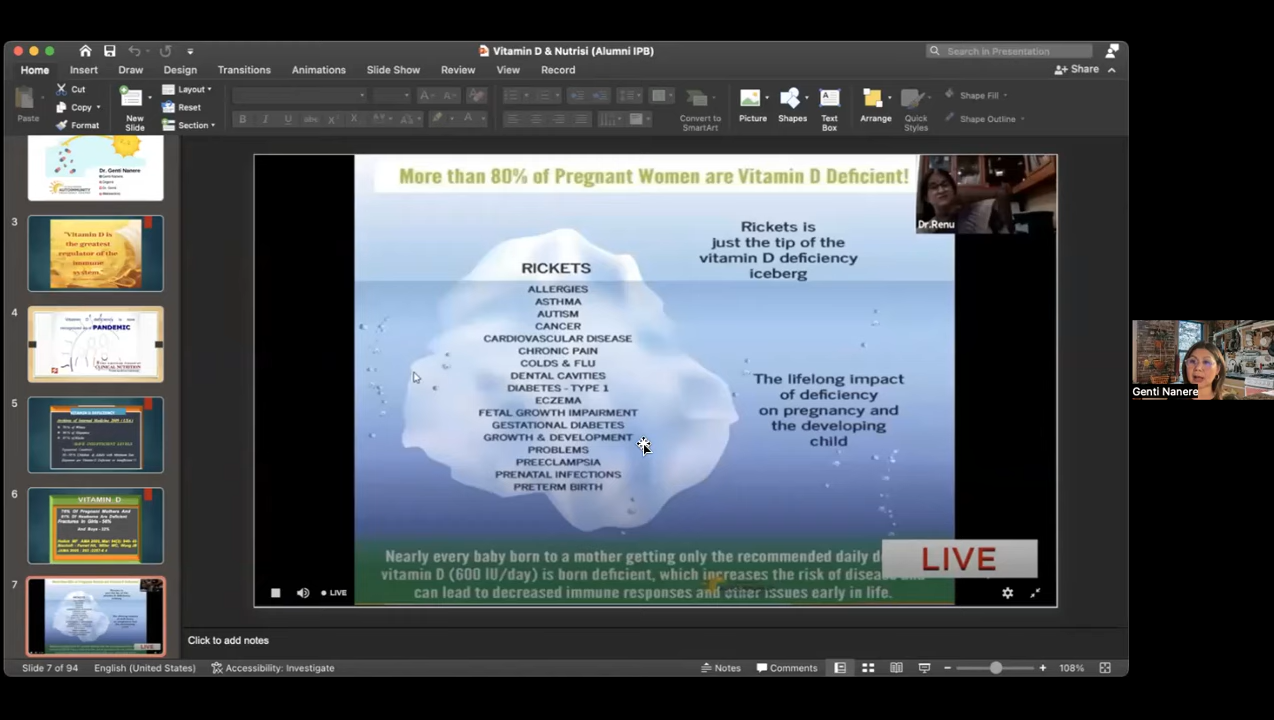 Vitamin D & Nutrisi (Alumni IPB)
Search in Presentation
Home Insert Draw Design Transitions Animations Slide Show Review View Record
Share
Paste
Cut
Copy
Format
New
Slide
Layout
Reset
Section
Convert to
SmartArt
Picture
Shapes
Text
Box
Arrange
Quick
Styles
Shape Fill
Shape Outline
Dr. Genti Nanere
3
"Vitamin D is
the greatest
regulator of the
immune
system"
4
PANDEMIC
CLINICAL NUTRITION
5
6
VITAMIN D
7
LIVE
More than 80% of Pregnant Women are Vitamin D Deficient!
Dr.Renu
Rickets is
just the tip of the
vitamin D deficiency
iceberg
RICKETS
ALLERGIES
ASTHMA
AUTISM
CANCER
CARDIOVASCULAR DISEASE
CHRONIC PAIN
COLDS & FLU
DENTAL CAVITIES
DIABETES - TYPE 1
ECZEMA
FETAL GROWTH IMPAIRMENT
GESTATIONAL DIABETES
GROWTH & DEVELOPMENT
PROBLEMS
PREECLAMPSIA
PRENATAL INFECTIONS
PRETERM BIRTH
The lifelong impact
of deficiency
on pregnancy and
the developing
child
Nearly every baby born to a mother getting only the recommended daily
vitamin D (600 IU/day) is born deficient, which increases the risk of
can lead to decreased immune responses and other issues early in life.
LIVE
LIVE
Genti Nanere
Click to add notes
Slide 7 of 94
English (United States)
Accessibility: Investigate
Notes
Comments
108%